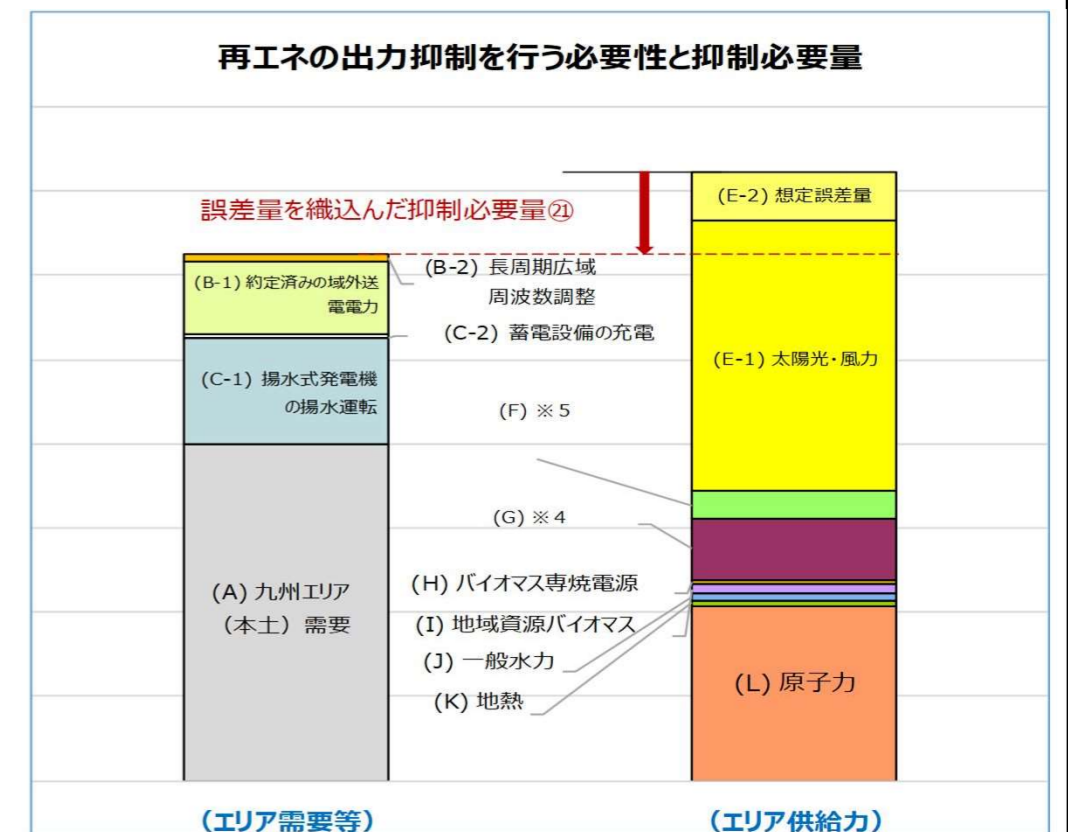 再エネの出力抑制を行う必要性と抑制必要量
誤差量を織込んだ抑制必要量㉑
(B-2) 長周期広域
周波数調整
(B-1) 約定済みの域外送
電電力
(C-2) 蓄電設備の充電
(C-1) 揚水式発電機
の揚水運転
(A) 九州エリア
（本土）需要
(E-2) 想定誤差量
(E-1) 太陽光・風力
(F) ※5
(G) ※4
(H) バイオマス専焼電源
(I) 地域資源バイオマス
(J) 一般水力
(K) 地熱
(L) 原子力
（エリア需要等）
（エリア供給力）